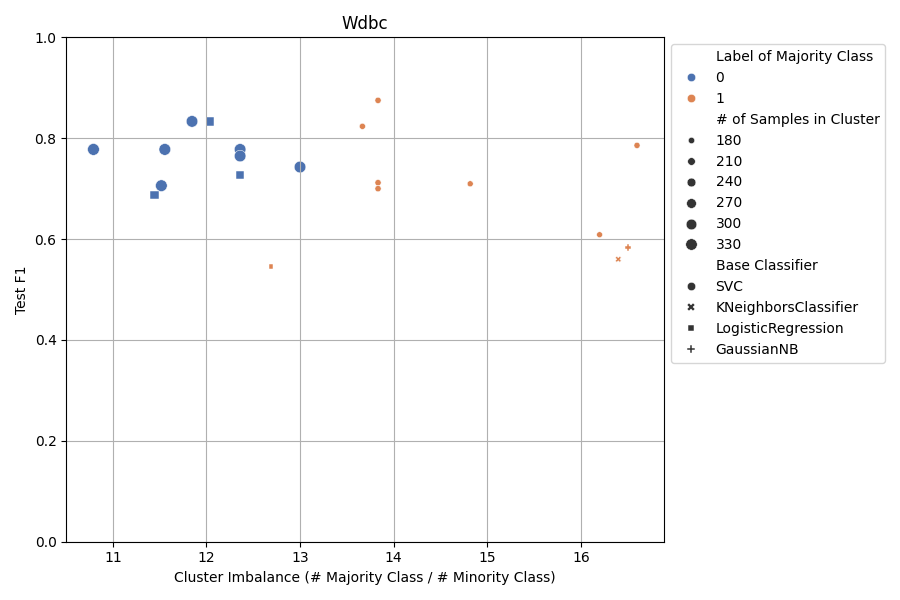 Wdbc
1.0
0.8
0.6
0.4
0.2
0.0
Test F1
11 12 13 14 15 16
Cluster Imbalance (# Majority Class / # Minority Class)
Label of Majority Class
0
1
# of Samples in Cluster
180
210
240
270
300
330
Base Classifier
SVC
KNeighborsClassifier
LogisticRegression
GaussianNB